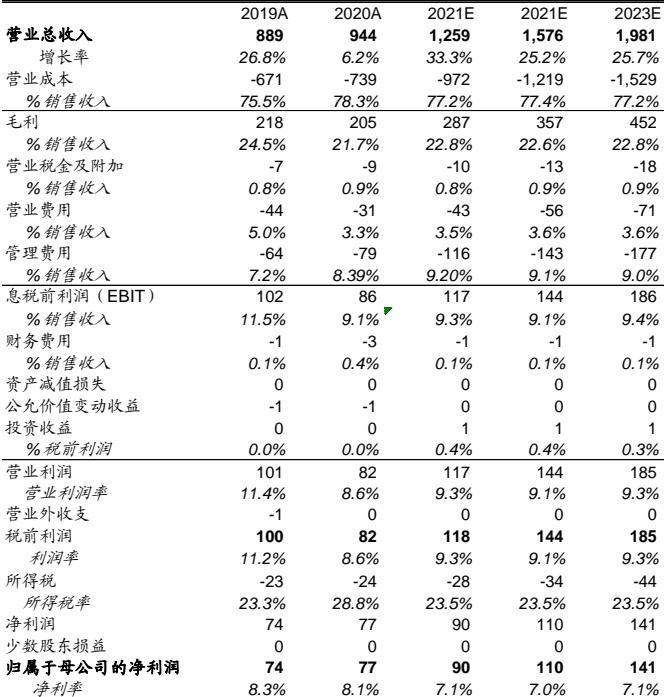 2019A 2020A 2021E 2021E 2023E
营业总收入 889 944 1,259 1,576 1,981
增长率 26.8% 6.2% 33.3% 25.2% 25.7%
营业成本 -671 -739 -972 -1,219 -1,529
%销售收入 75.5% 78.3% 77.2% 77.4% 77.2%
毛利 218 205 287 357 452
%销售收入 24.5% 21.7% 22.8% 22.6% 22.8%
营业税金及附加 -7 -9 -10 -13 -18
%销售收入 0.8% 0.9% 0.8% 0.9% 0.9%
营业费用 -44 -31 -43 -56 -71
%销售收入 5.0% 3.3% 3.5% 3.6% 3.6%
管理费用 -64 -79 -116 -143 -177
%销售收入 7.2% 8.39% 9.20% 9.1% 9.0%
息税前利润（EBIT） 102 86 117 144 186
%销售收入 11.5% 9.1% 9.3% 9.1% 9.4%
财务费用 -1 -3 -1 -1 -1
%销售收入 0.1% 0.4% 0.1% 0.1% 0.1%
资产减值损失 0 0 0 0 0
公允价值变动收益 -1 -1 0 0 0
投资收益 0 0 1 1 1
%税前利润 0.0% 0.0% 0.4% 0.4% 0.3%
营业利润 101 82 117 144 185
营业利润率 11.4% 8.6% 9.3% 9.1% 9.3%
营业外收支 -1 0 0 0 0
税前利润 100 82 118 144 185
利润率 11.2% 8.6% 9.3% 9.1% 9.3%
所得税 -23 -24 -28 -34 -44
所得税率 23.3% 28.8% 23.5% 23.5% 23.5%
净利润 74 77 90 110 141
少数股东损益 0 0 0 0 0
归属于母公司的净利润 74 77 90 110 141
净利率 8.3% 8.1% 7.1% 7.0% 7.1%